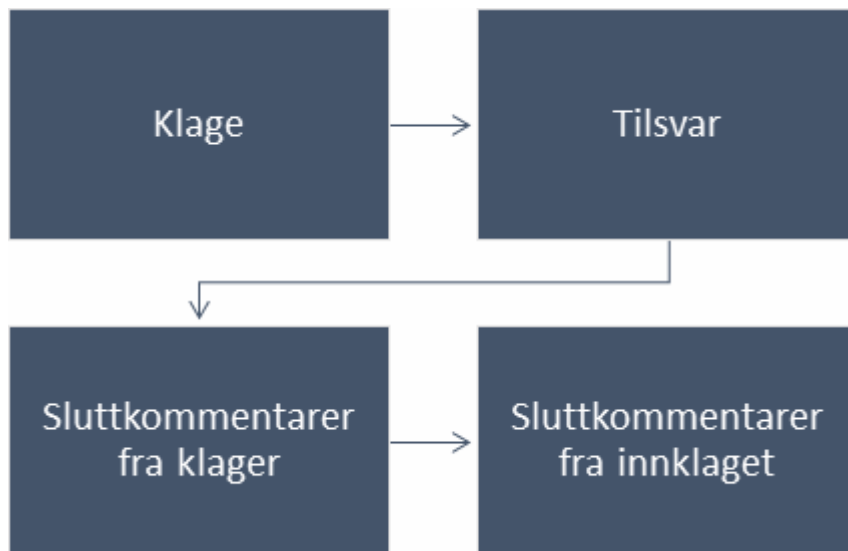 Klage
Tilsvar
Sluttkommentarer
fra klager
Sluttkommentarer
fra innklaget